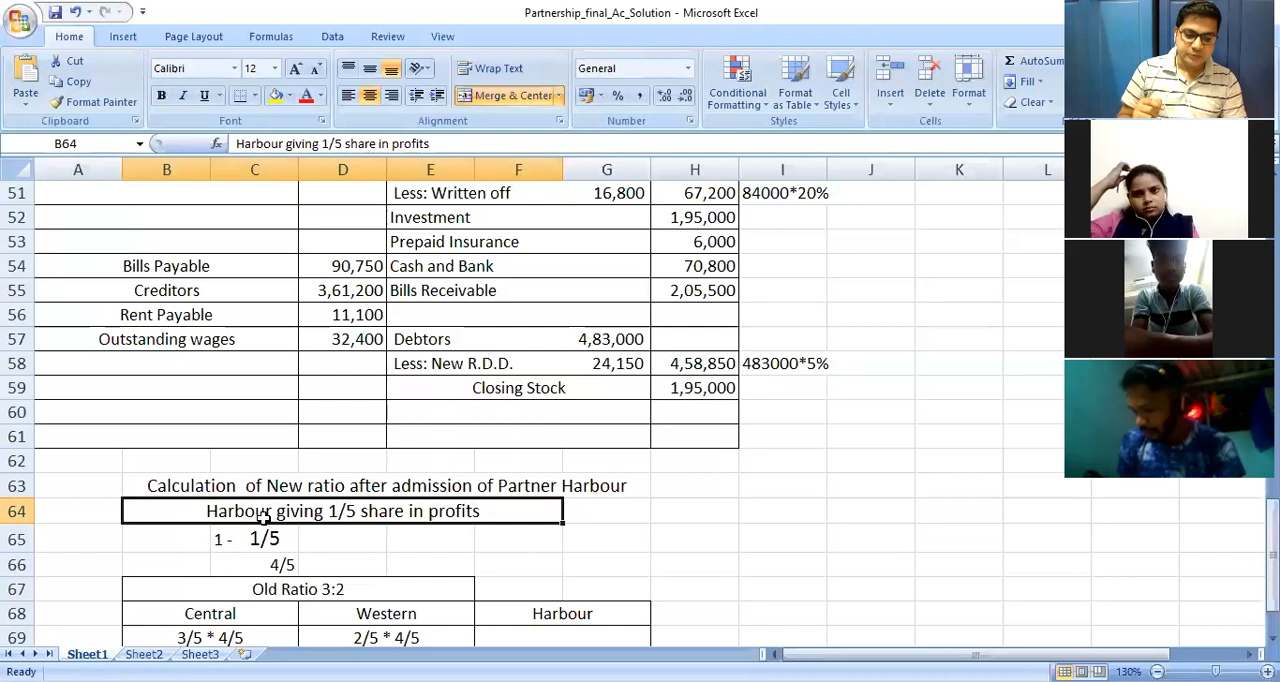 Partnership_final_Ac_Solution - Microsoft Excel
Home Insert Page Layout Formulas Data Review View
Cut Calibri 12 Wrap Text General AutoSum
Copy Fill
Paste Format Painter B I U Merge & Center Conditional Formatting Format as Table Cell Styles Insert Delete Format Clear
Clipboard Font Alignment Number Styles Cells
B64 fx Harbour giving 1/5 share in profits
A B C D E F G H I J K L
51 Less: Written off 16,800 67,200 84000*20%
52 Investment 1,95,000
53 Prepaid Insurance 6,000
54 Bills Payable 90,750 Cash and Bank 70,800
55 Creditors 3,61,200 Bills Receivable 2,05,500
56 Rent Payable 11,100
57 Outstanding wages 32,400 Debtors 4,83,000
58 Less: New R.D.D. 24,150 4,58,850 483000*5%
59 Closing Stock 1,95,000
60
61
62
63 Calculation of New ratio after admission of Partner Harbour
64 Harbour giving 1/5 share in profits
65 1 - 1/5
66 4/5
67 Old Ratio 3:2
68 Central Western Harbour
69 3/5 * 4/5 2/5 * 4/5
Sheet1 Sheet2 Sheet3
Ready 130%